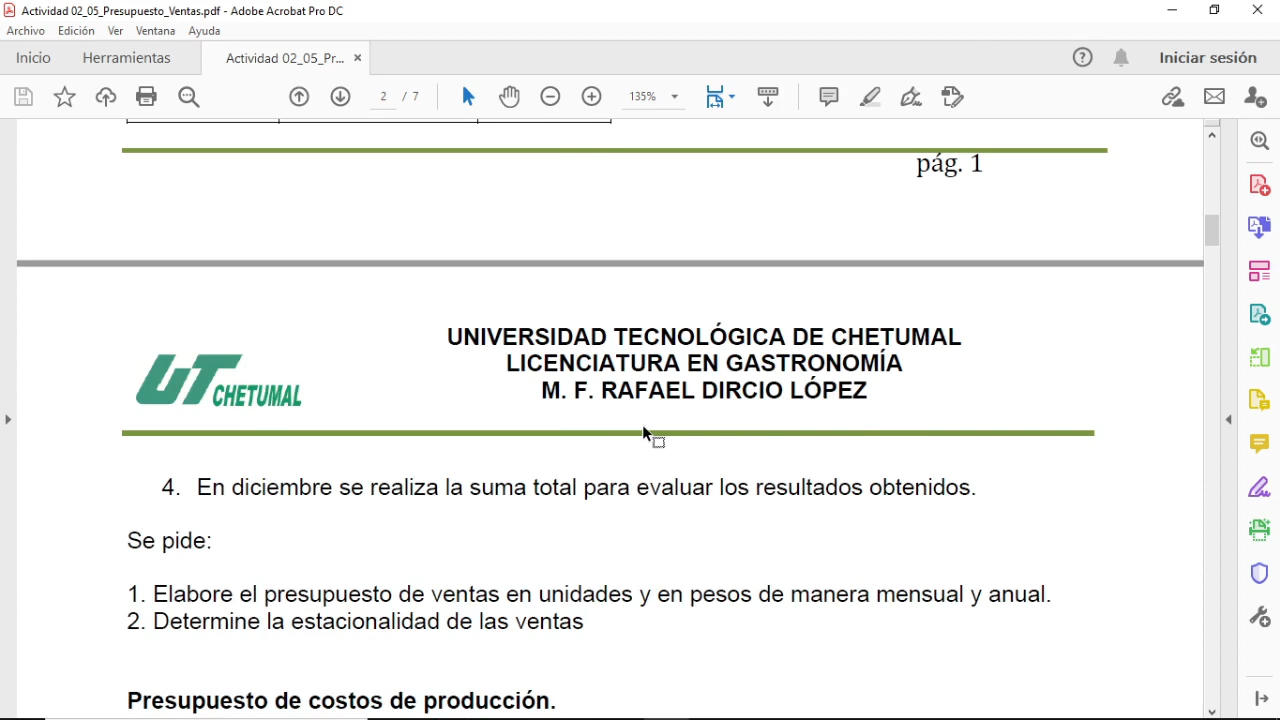 Actividad 02_05_Presupuesto_Ventas.pdf - Adobe Acrobat Pro DC
Archivo Edición Ver Ventana Ayuda
Inicio Herramientas Actividad 02_05_Pr... × Iniciar sesión
2 / 7 135%
pág. 1
UNIVERSIDAD TECNOLÓGICA DE CHETUMAL
LICENCIATURA EN GASTRONOMÍA
M. F. RAFAEL DIRCIO LÓPEZ
UT CHETUMAL
4. En diciembre se realiza la suma total para evaluar los resultados obtenidos.
Se pide:
1. Elabore el presupuesto de ventas en unidades y en pesos de manera mensual y anual.
2. Determine la estacionalidad de las ventas
Presupuesto de costos de producción.